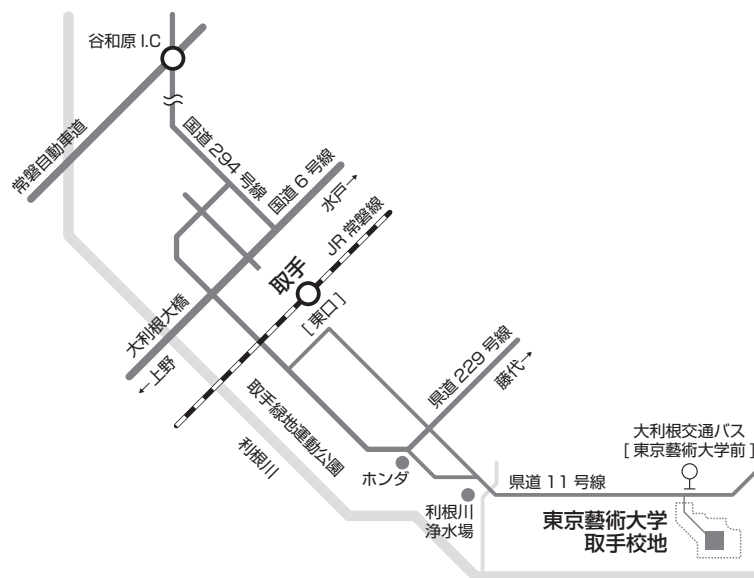 谷和原 I.C
常磐自動車道
国道 294 号線
国道 6 号線
水戸→
JR 常磐線
取手
[ 東口 ]
大利根大橋
←上野
県道 229 号線
藤代→
取手緑地運動公園
利根川
ホンダ
利根川
浄水場
県道 11 号線
大利根交通バス
[ 東京藝術大学前 ]
東京藝術大学
取手校地